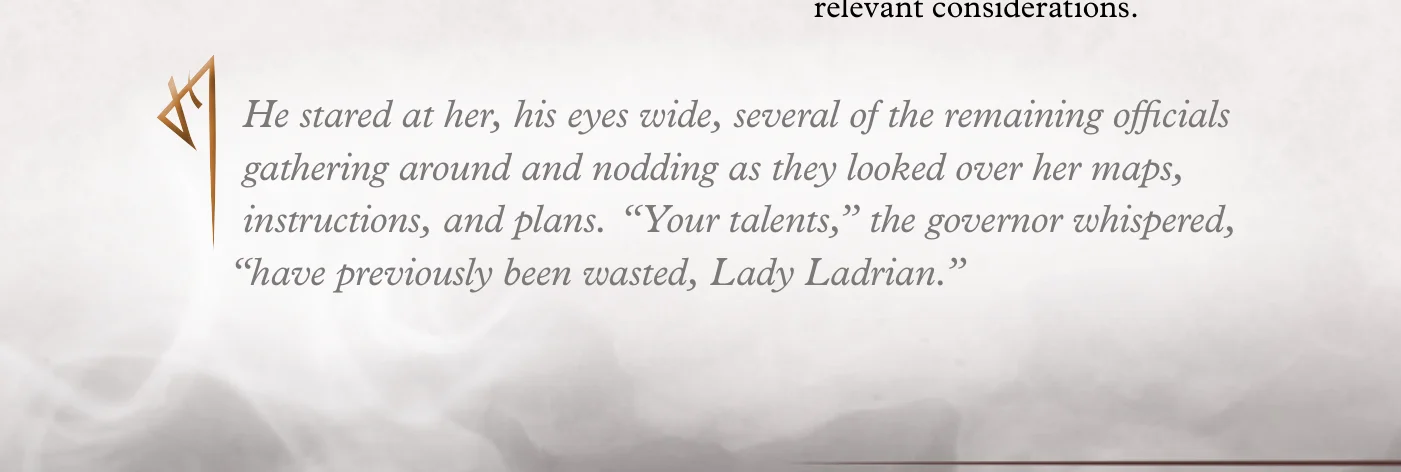 relevant considerations.
He stared at her, his eyes wide, several of the remaining officials
gathering around and nodding as they looked over her maps,
instructions, and plans. “Your talents,” the governor whispered,
“have previously been wasted, Lady Ladrian.”